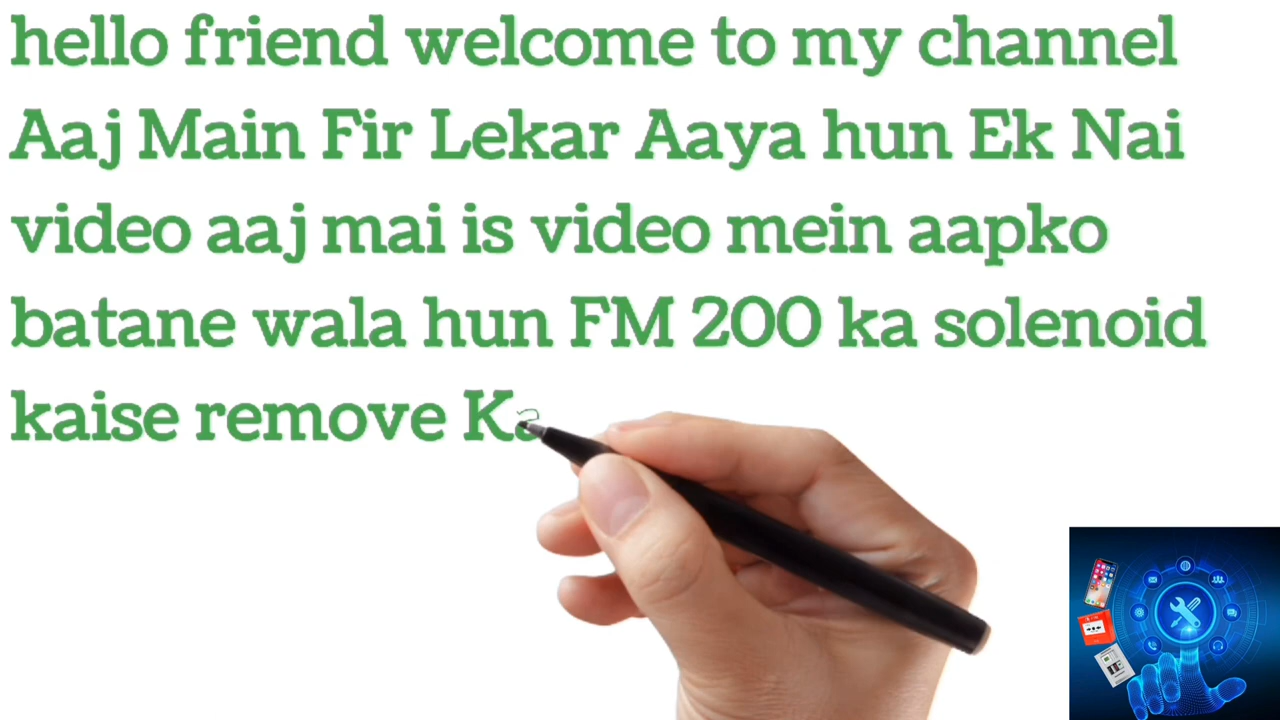 hello friend welcome to my channel
Aaj Main Fir Lekar Aaya hun Ek Nai
video aaj mai is video mein aapko
batane wala hun FM 200 ka solenoid
kaise remove Ka